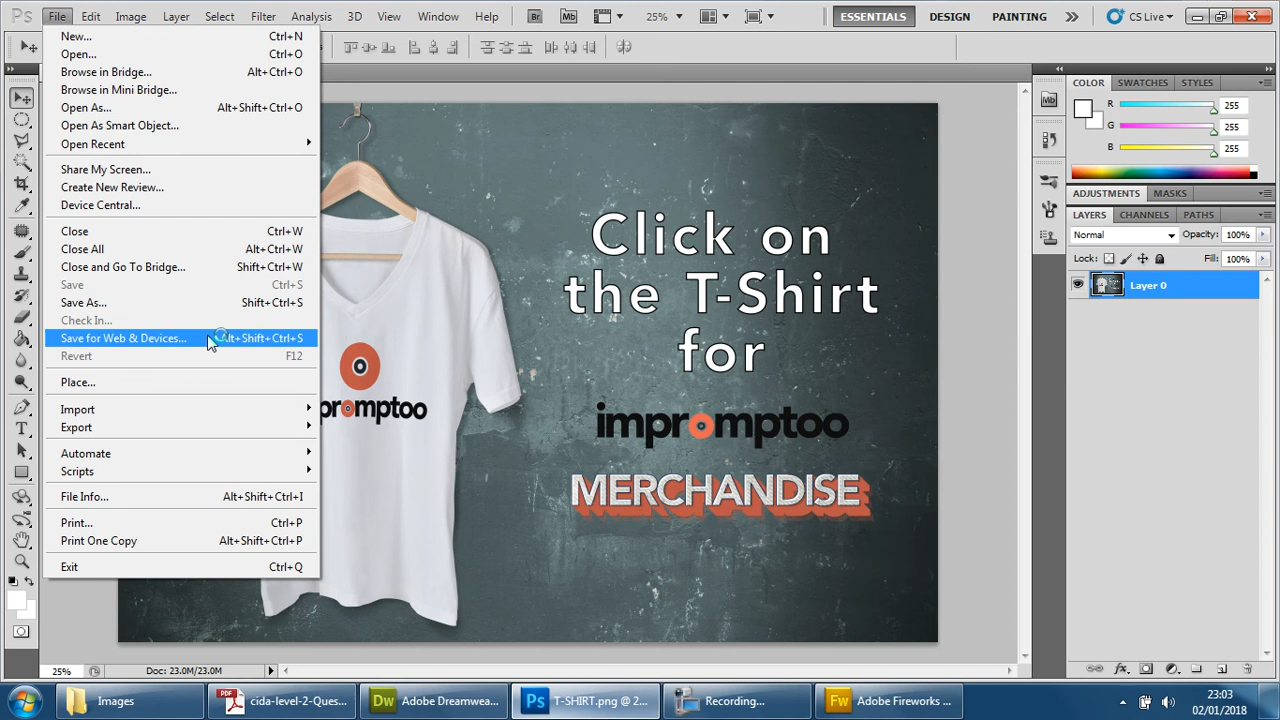 Ps File Edit Image Layer Select Filter Analysis 3D View Window Help Br Mb 25% ESSENTIALS DESIGN PAINTING CS Live
New... Ctrl+N
Open... Ctrl+O
Browse in Bridge... Alt+Ctrl+O
Browse in Mini Bridge...
Open As... Alt+Shift+Ctrl+O
Open As Smart Object...
Open Recent
Share My Screen...
Create New Review...
Device Central...
Close Ctrl+W
Close All Alt+Ctrl+W
Close and Go To Bridge... Shift+Ctrl+W
Save Ctrl+S
Save As... Shift+Ctrl+S
Check In...
Save for Web & Devices... Alt+Shift+Ctrl+S
Revert F12
Place...
Import
Export
Automate
Scripts
File Info... Alt+Shift+Ctrl+I
Print... Ctrl+P
Print One Copy Alt+Shift+Ctrl+P
Exit Ctrl+Q
Click on
the T-Shirt
for
impromptoo
MERCHANDISE
impromptoo
COLOR SWATCHES STYLES
R 255
G 255
B 255
ADJUSTMENTS MASKS
LAYERS CHANNELS PATHS
Normal Opacity: 100%
Lock: Fill: 100%
Layer 0
25% Doc: 23.0M/23.0M
Images
cida-level-2-Ques...
Dw Adobe Dreamwea...
Ps T-SHIRT.png @ 2...
Recording...
Fw Adobe Fireworks ...
23:03
02/01/2018